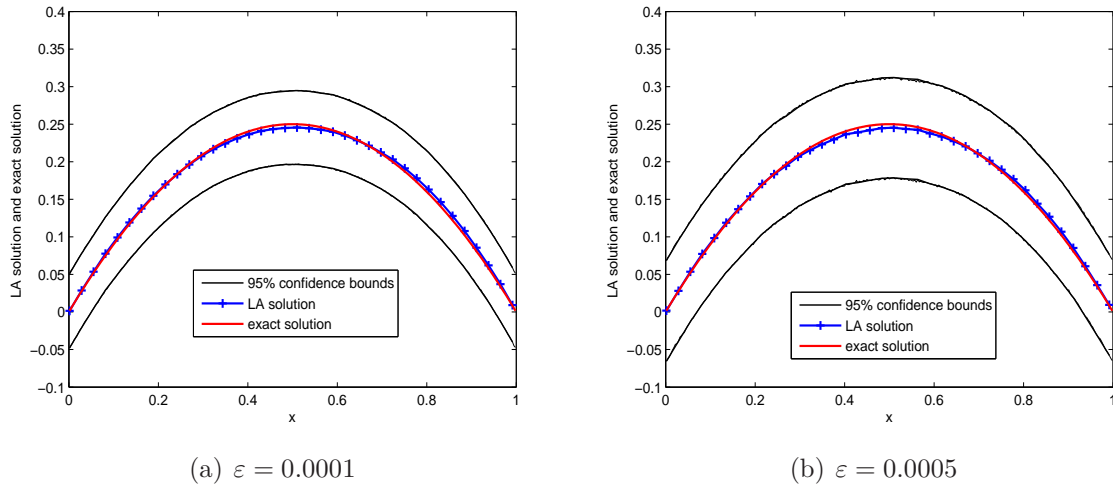 LA solution and exact solution
0.4
0.35
0.3
0.25
0.2
0.15
0.1
0.05
0
−0.05
−0.1
0
0.2
0.4
0.6
0.8
1
x
95% confidence bounds
LA solution
exact solution
(a) ε = 0.0001
LA solution and exact solution
0.4
0.35
0.3
0.25
0.2
0.15
0.1
0.05
0
−0.05
−0.1
0
0.2
0.4
0.6
0.8
1
x
95% confidence bounds
LA solution
exact solution
(b) ε = 0.0005